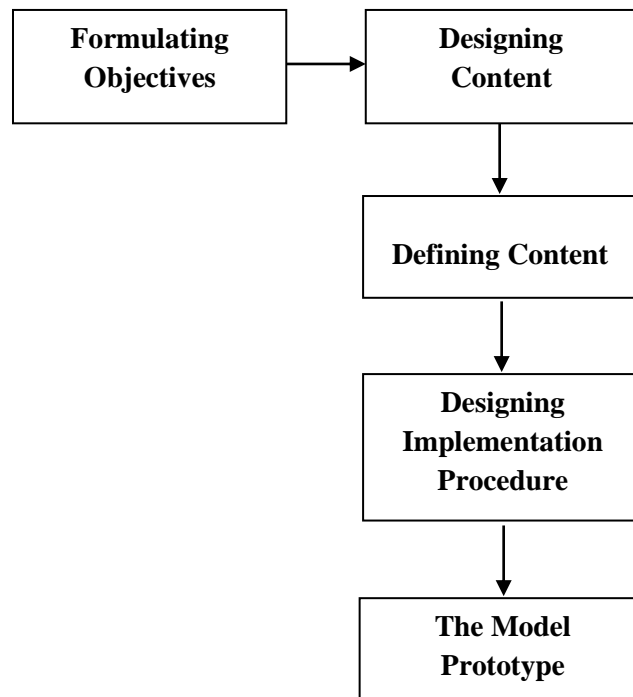 Formulating
Objectives
Designing
Content
Defining Content
Designing
Implementation
Procedure
The Model
Prototype